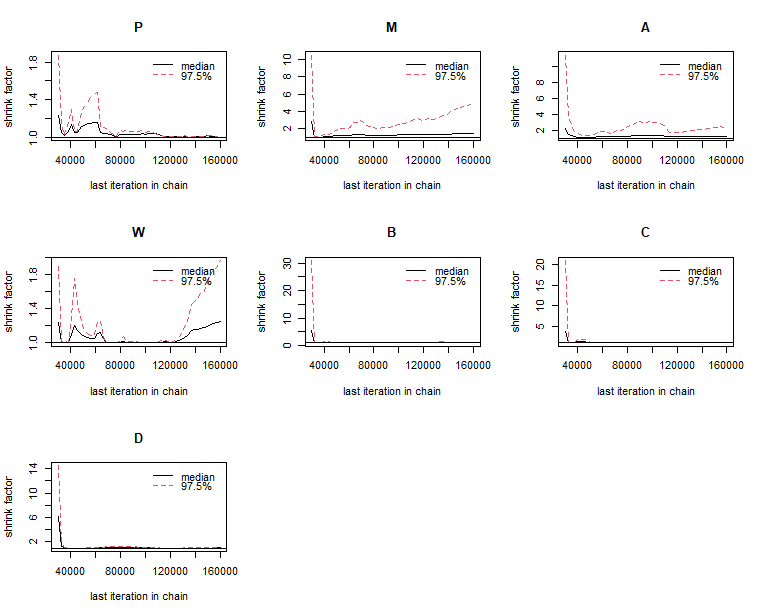 P
shrink factor
1.0 1.4 1.8
median
97.5%
40000 80000 120000 160000
last iteration in chain
M
shrink factor
2 4 6 8 10
median
97.5%
40000 80000 120000 160000
last iteration in chain
A
shrink factor
2 4 6 8
median
97.5%
40000 80000 120000 160000
last iteration in chain
W
shrink factor
1.0 1.4 1.8
median
97.5%
40000 80000 120000 160000
last iteration in chain
B
shrink factor
0 5 10 20 30
median
97.5%
40000 80000 120000 160000
last iteration in chain
C
shrink factor
5 10 15 20
median
97.5%
40000 80000 120000 160000
last iteration in chain
D
shrink factor
2 6 10 14
median
97.5%
40000 80000 120000 160000
last iteration in chain